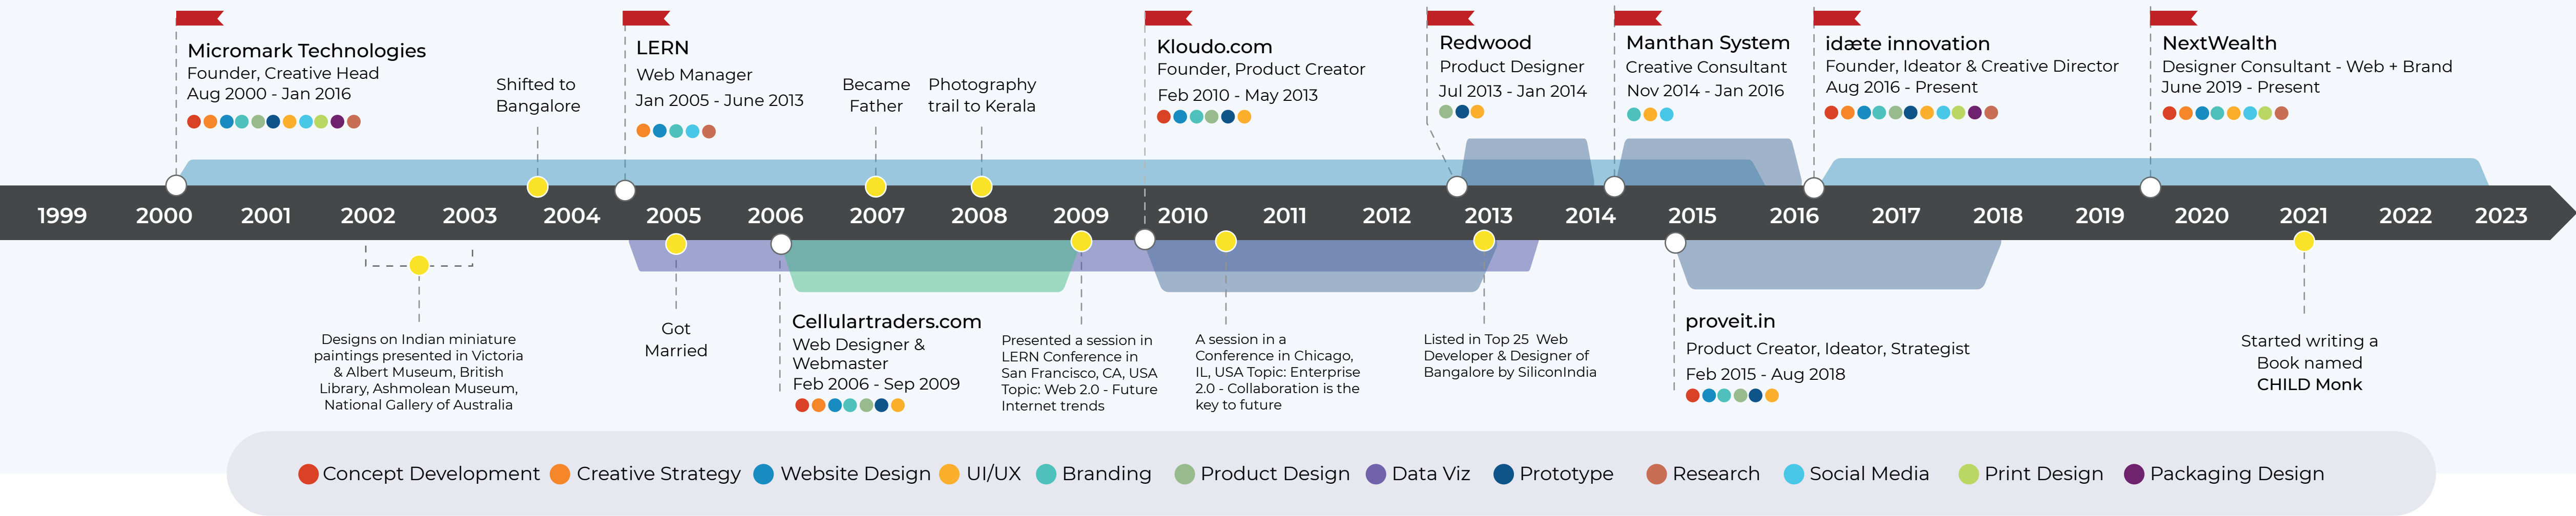 Micromark Technologies
Founder, Creative Head
Aug 2000 - Jan 2016
Shifted to
Bangalore
LERN
Web Manager
Jan 2005 - June 2013
Became
Father
Photography
trail to Kerala
Kloudo.com
Founder, Product Creator
Feb 2010 - May 2013
Redwood
Product Designer
Jul 2013 - Jan 2014
Manthan System
Creative Consultant
Nov 2014 - Jan 2016
idæte innovation
Founder, Ideator & Creative Director
Aug 2016 - Present
NextWealth
Designer Consultant - Web + Brand
June 2019 - Present
1999 2000 2001 2002 2003 2004 2005 2006 2007 2008 2009 2010 2011 2012 2013 2014 2015 2016 2017 2018 2019 2020 2021 2022 2023
Designs on Indian miniature
paintings presented in Victoria
& Albert Museum, British
Library, Ashmolean Museum,
National Gallery of Australia
Got
Married
Cellulartraders.com
Web Designer &
Webmaster
Feb 2006 - Sep 2009
Presented a session in
LERN Conference in
San Francisco, CA, USA
Topic: Web 2.0 - Future
Internet trends
A session in a
Conference in Chicago,
IL, USA Topic: Enterprise
2.0 - Collaboration is the
key to future
Listed in Top 25 Web
Developer & Designer of
Bangalore by SiliconIndia
proveit.in
Product Creator, Ideator, Strategist
Feb 2015 - Aug 2018
Started writing a
Book named
CHILD Monk
Concept Development Creative Strategy Website Design UI/UX Branding Product Design Data Viz Prototype Research Social Media Print Design Packaging Design